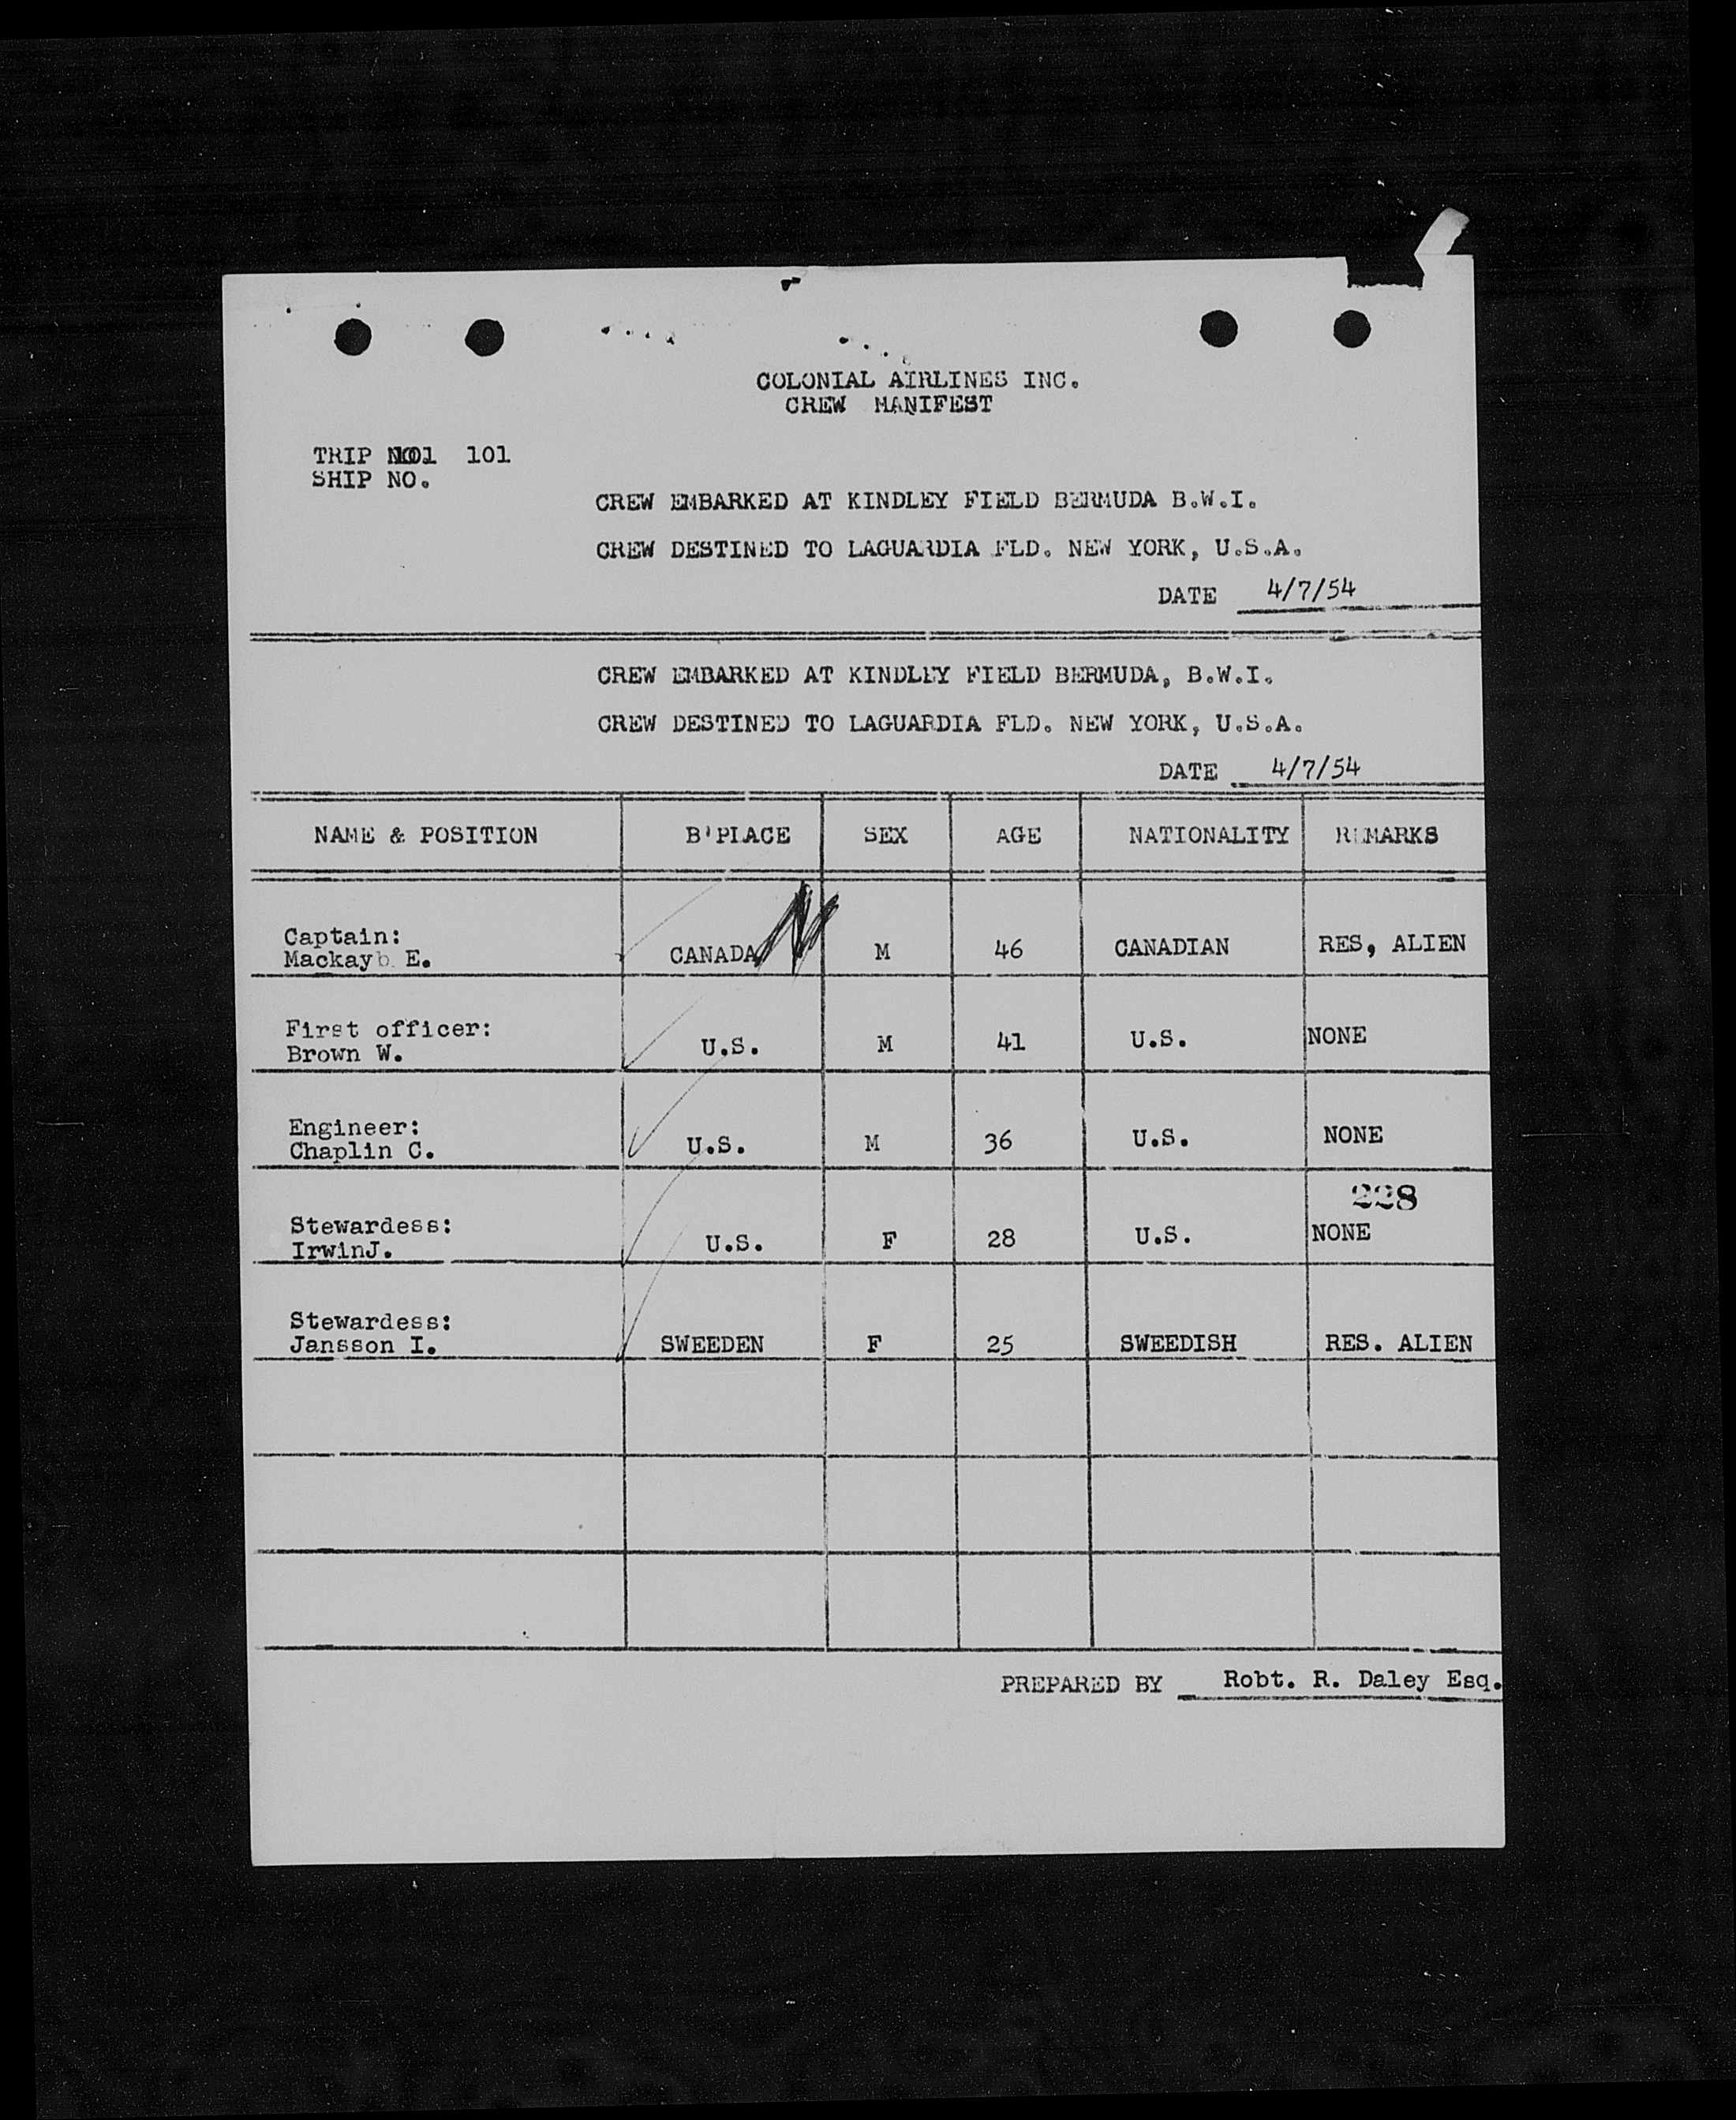 COLONIAL AIRLINES INC.
CREW MANIFEST
TRIP NO. 101
SHIP NO.
CREW EMBARKED AT KINDLEY FIELD BERMUDA B.W.I.
CREW DESTINED TO LAGUARDIA FLD. NEW YORK, U.S.A.
DATE 4/7/54
CREW EMBARKED AT KINDLEY FIELD BERMUDA, B.W.I.
CREW DESTINED TO LAGUARDIA FLD. NEW YORK, U.S.A.
DATE 4/7/54
NAME & POSITION B'PLACE SEX AGE NATIONALITY REMARKS
Captain:
Mackay E. CANADA M 46 CANADIAN RES, ALIEN
First officer:
Brown W. U.S. M 41 U.S. NONE
Engineer:
Chaplin C. U.S. M 36 U.S. NONE
228
Stewardess:
IrwinJ. U.S. F 28 U.S. NONE
Stewardess:
Jansson I. SWEEDEN F 25 SWEEDISH RES. ALIEN
PREPARED BY Robt. R. Daley Esq.